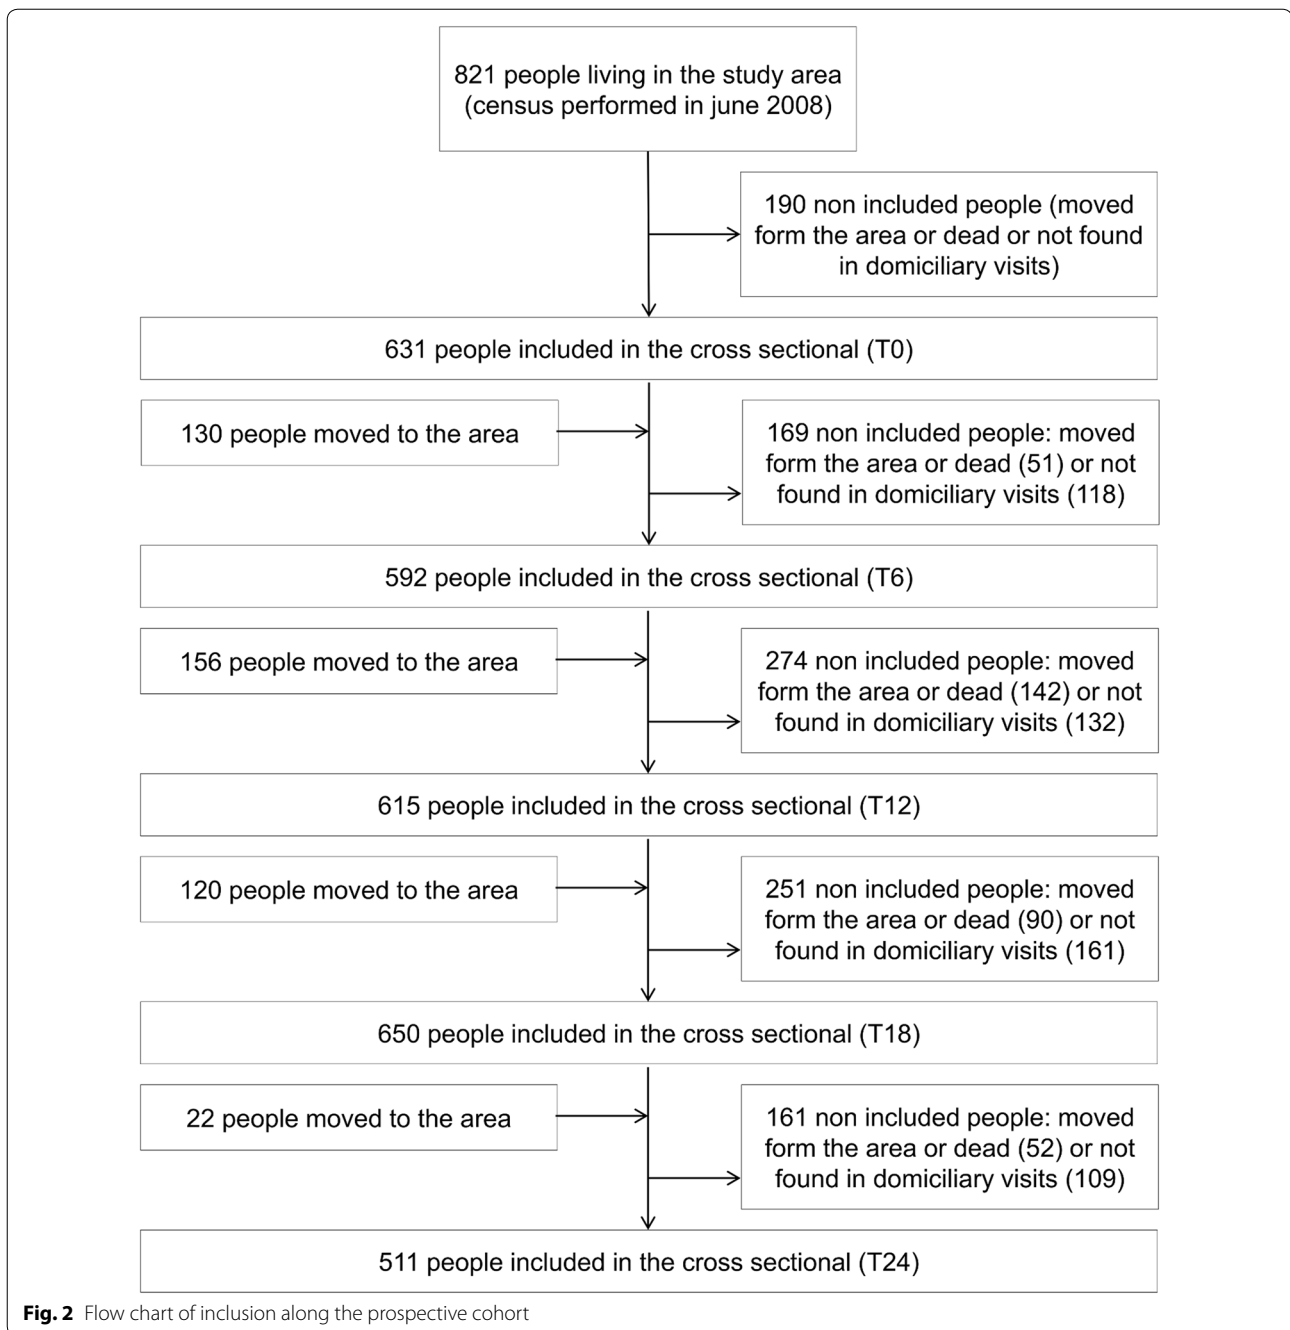 821 people living in the study area
(census performed in june 2008)
190 non included people (moved
form the area or dead or not found
in domiciliary visits)
631 people included in the cross sectional (T0)
130 people moved to the area
169 non included people: moved
form the area or dead (51) or not
found in domiciliary visits (118)
592 people included in the cross sectional (T6)
156 people moved to the area
274 non included people: moved
form the area or dead (142) or not
found in domiciliary visits (132)
615 people included in the cross sectional (T12)
120 people moved to the area
251 non included people: moved
form the area or dead (90) or not
found in domiciliary visits (161)
650 people included in the cross sectional (T18)
22 people moved to the area
161 non included people: moved
form the area or dead (52) or not
found in domiciliary visits (109)
511 people included in the cross sectional (T24)
Fig. 2 Flow chart of inclusion along the prospective cohort